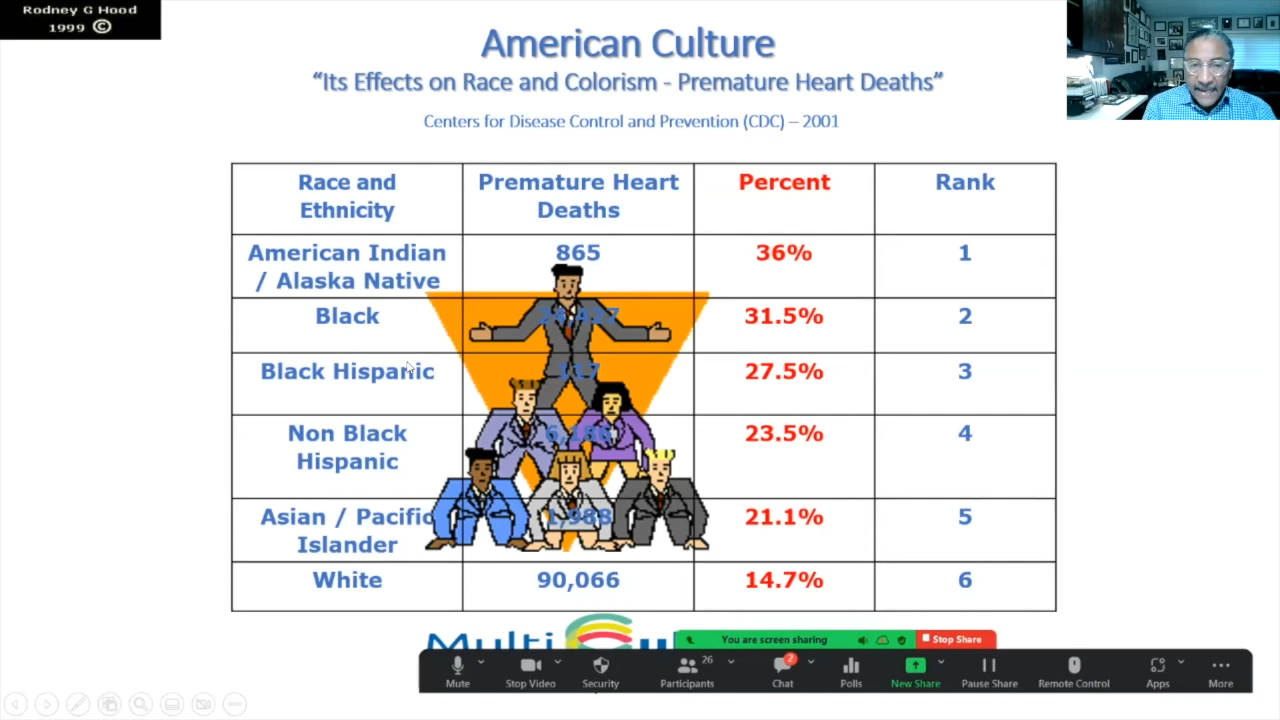 Rodney G Hood
1999 ©
American Culture
“Its Effects on Race and Colorism - Premature Heart Deaths”
Centers for Disease Control and Prevention (CDC) – 2001
Race and Ethnicity Premature Heart Deaths Percent Rank
American Indian / Alaska Native 865 36% 1
Black 31.5% 2
Black Hispanic 27.5% 3
Non Black Hispanic 23.5% 4
Asian / Pacific Islander 1,988 21.1% 5
White 90,066 14.7% 6
You are screen sharing Stop Share
Mute Stop Video Security Participants 26 Chat 2 Polls New Share Pause Share Remote Control Apps More